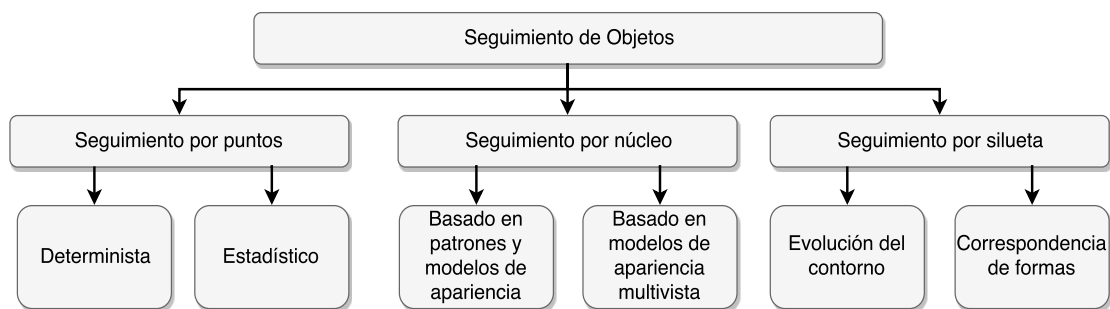 Seguimiento de Objetos
Seguimiento por puntos
Seguimiento por núcleo
Seguimiento por silueta
Determinista
Estadístico
Basado en
patrones y
modelos de
apariencia
Basado en
modelos de
apariencia
multivista
Evolución del
contorno
Correspondencia
de formas